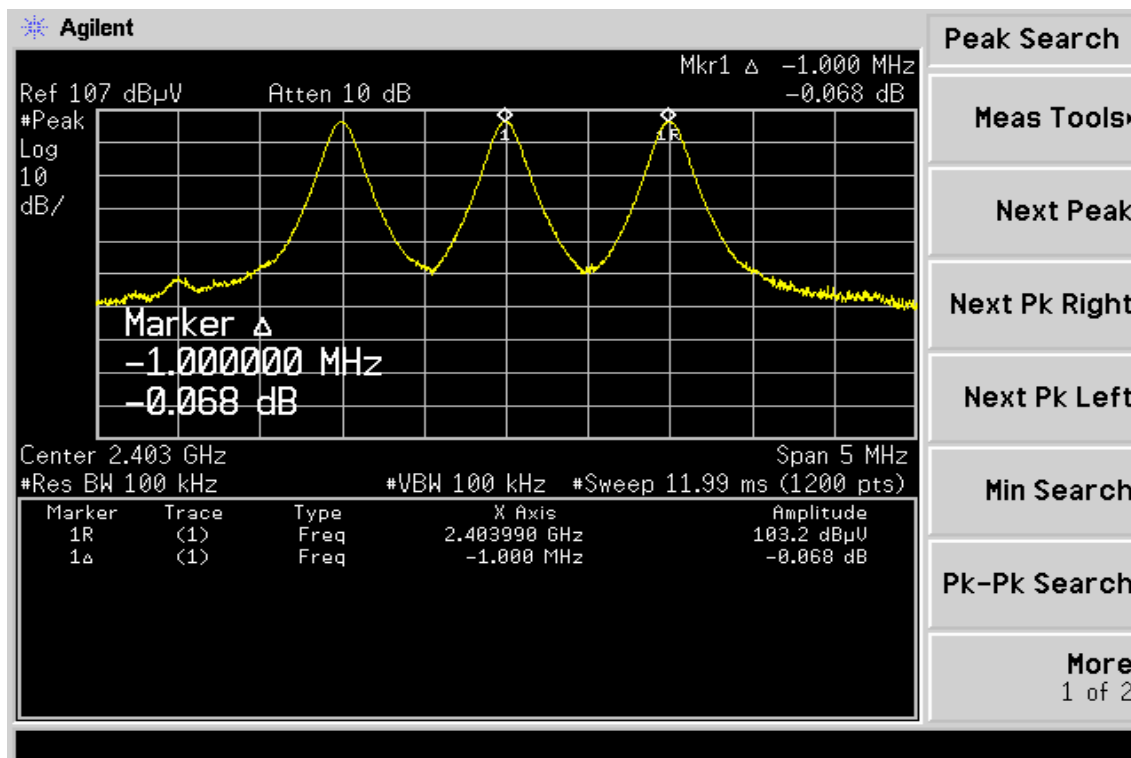 Agilent
Peak Search
Mkr1 Δ −1.000 MHz
Ref 107 dBµV Atten 10 dB −0.068 dB
#Peak
Log
10
dB/
1
1R
Marker Δ
−1.000000 MHz
−0.068 dB
Center 2.403 GHz Span 5 MHz
#Res BW 100 kHz #VBW 100 kHz #Sweep 11.99 ms (1200 pts)
Marker Trace Type X Axis Amplitude
1R (1) Freq 2.403990 GHz 103.2 dBµV
1Δ (1) Freq −1.000 MHz −0.068 dB
Meas Tools
Next Peak
Next Pk Right
Next Pk Left
Min Search
Pk−Pk Search
More
1 of 2